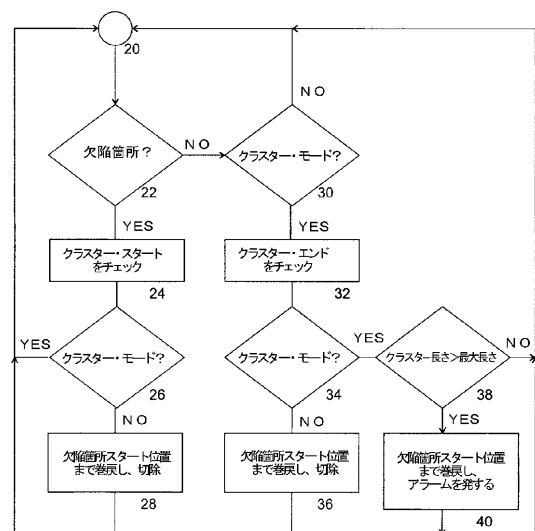 20
NO
欠陥箇所?
NO
クラスター・モード?
22
30
YES
YES
クラスター・スタート
をチェック
クラスター・エンド
をチェック
24
32
YES
クラスター・モード?
クラスター・モード?
YES
クラスター長さ>最大長さ
NO
26
34
38
NO
NO
YES
欠陥箇所スタート位置
まで巻戻し、切除
欠陥箇所スタート位置
まで巻戻し、切除
欠陥箇所スタート位置
まで巻戻し、
アラームを発する
28
36
40